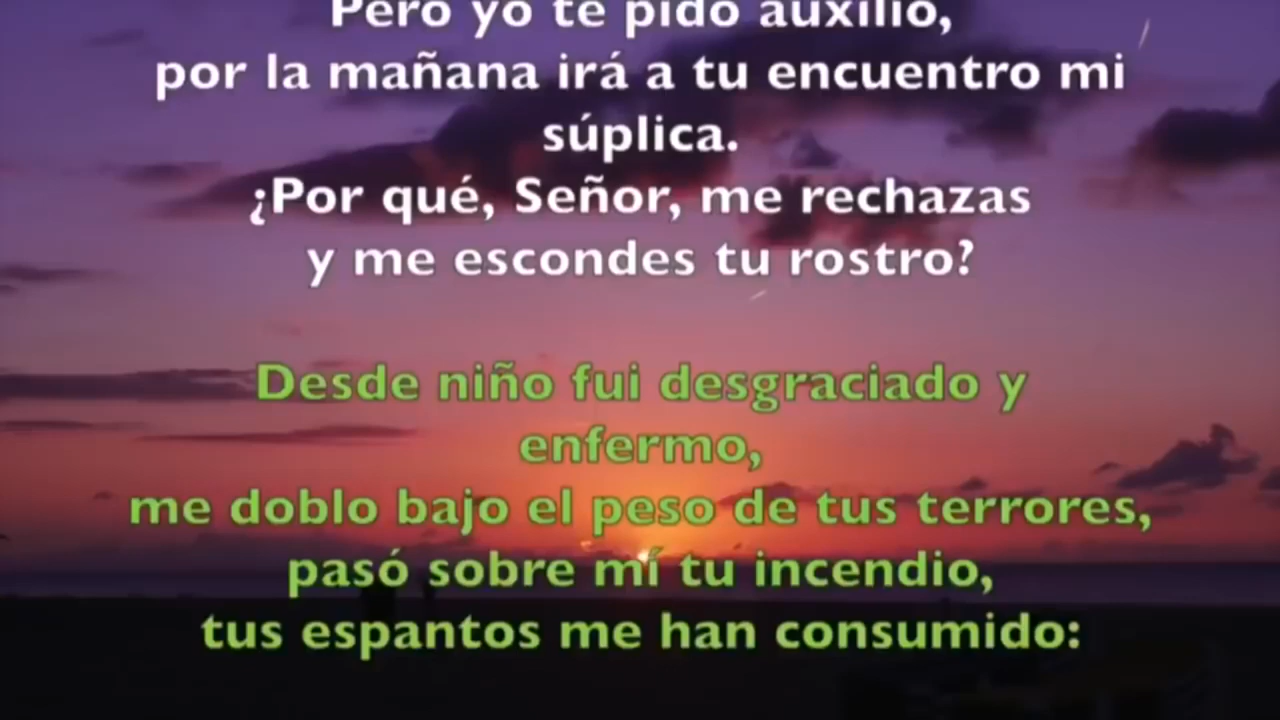 Pero yo te pido auxilio,
por la mañana irá a tu encuentro mi
súplica.
¿Por qué, Señor, me rechazas
y me escondes tu rostro?
Desde niño fui desgraciado y
enfermo,
me doblo bajo el peso de tus terrores,
pasó sobre mí tu incendio,
tus espantos me han consumido: